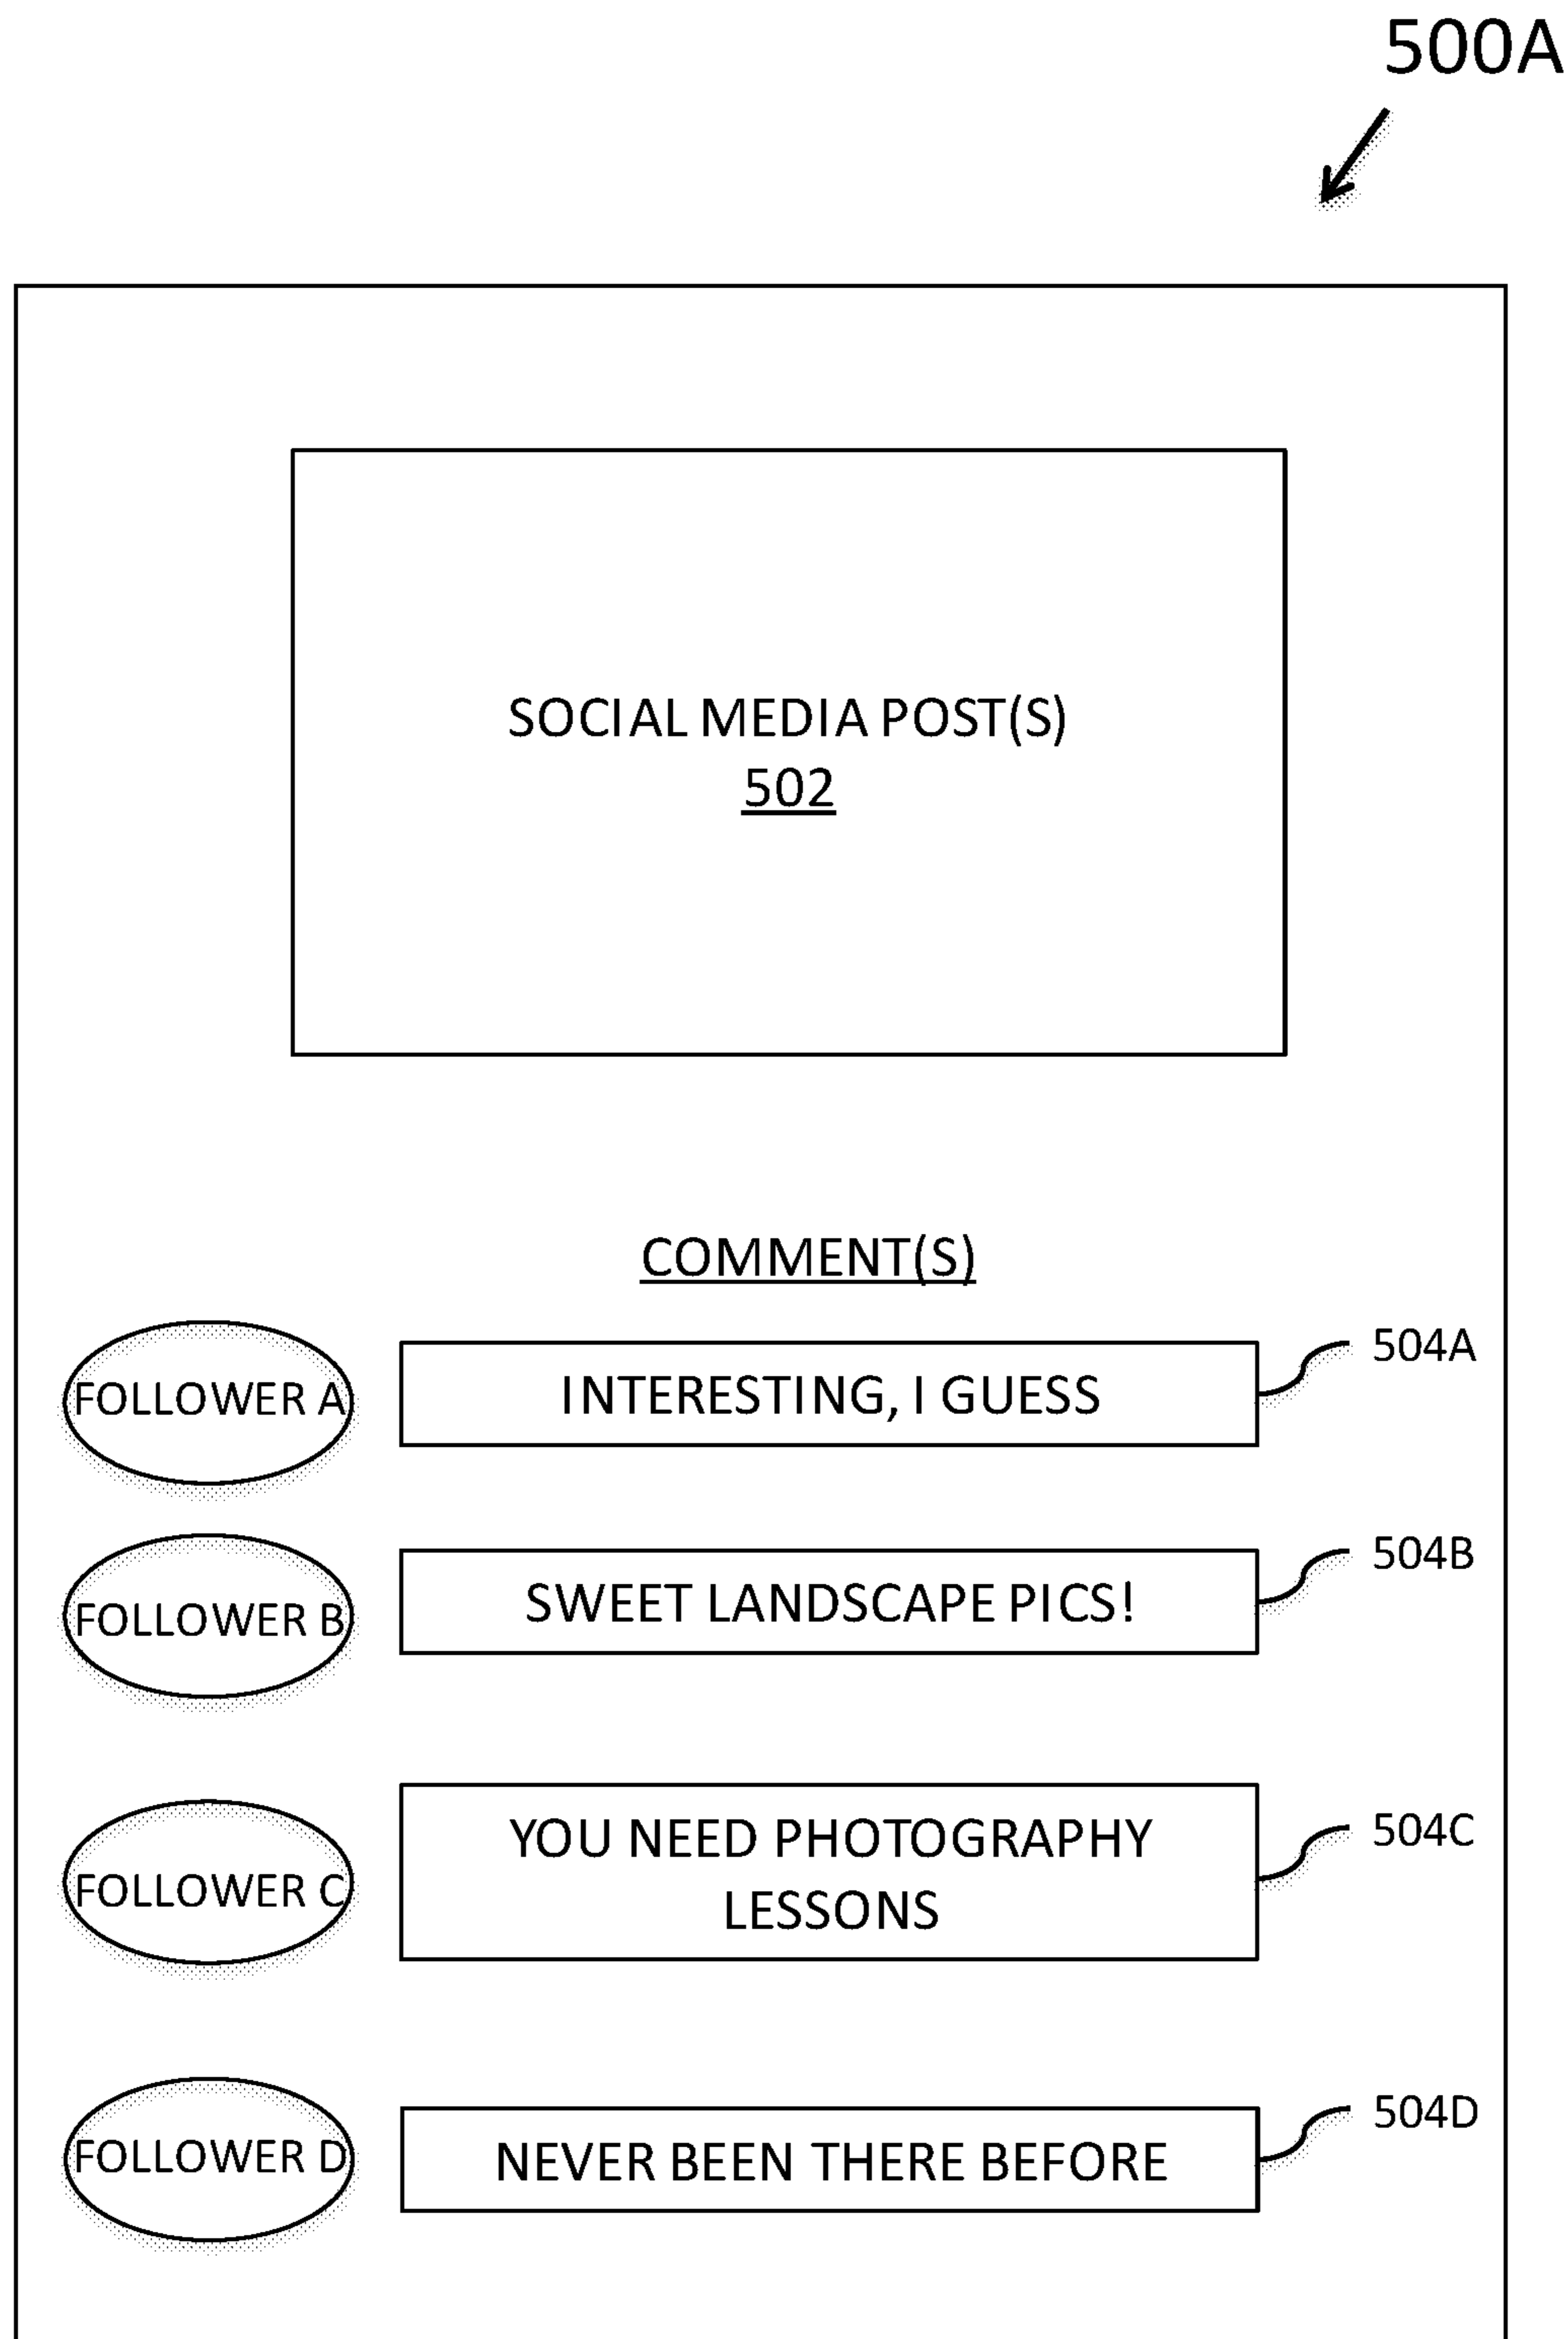 500A
SOCIAL MEDIA POST(S)
502
COMMENT(S)
FOLLOWER A
INTERESTING, I GUESS
504A
FOLLOWER B
SWEET LANDSCAPE PICS!
504B
FOLLOWER C
YOU NEED PHOTOGRAPHY
LESSONS
504C
FOLLOWER D
NEVER BEEN THERE BEFORE
504D